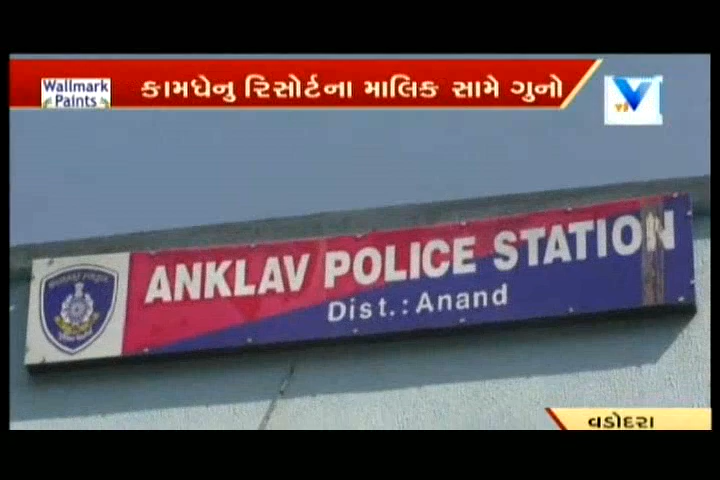 Wallmark
Paints
કામધેનુ રિસોર્ટના માલિક સામે ગુનો
ANKLAV POLICE STATION
Dist.: Anand
વડોદરા